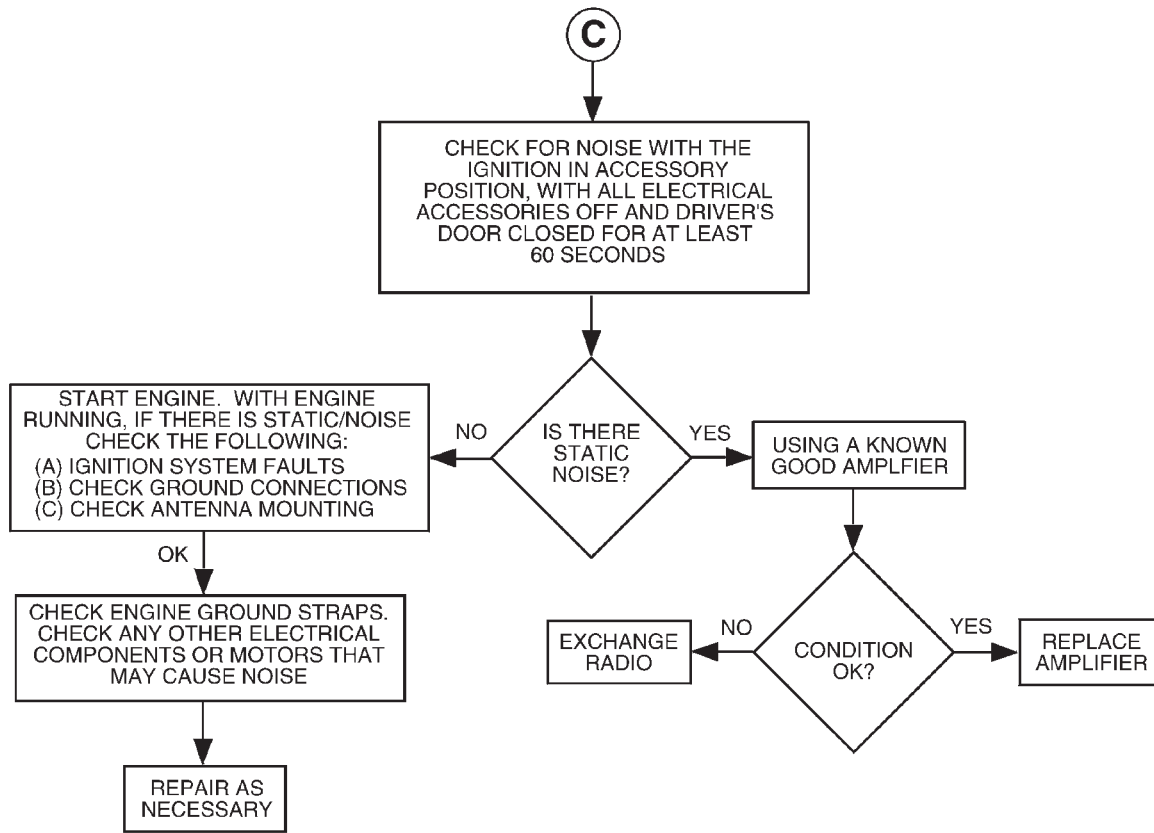 C
CHECK FOR NOISE WITH THE
IGNITION IN ACCESSORY
POSITION, WITH ALL ELECTRICAL
ACCESSORIES OFF AND DRIVER'S
DOOR CLOSED FOR AT LEAST
60 SECONDS
IS THERE
STATIC
NOISE?
NO
YES
START ENGINE. WITH ENGINE
RUNNING, IF THERE IS STATIC/NOISE
CHECK THE FOLLOWING:
(A) IGNITION SYSTEM FAULTS
(B) CHECK GROUND CONNECTIONS
(C) CHECK ANTENNA MOUNTING
OK
CHECK ENGINE GROUND STRAPS.
CHECK ANY OTHER ELECTRICAL
COMPONENTS OR MOTORS THAT
MAY CAUSE NOISE
REPAIR AS
NECESSARY
USING A KNOWN
GOOD AMPLFIER
CONDITION
OK?
NO
YES
EXCHANGE
RADIO
REPLACE
AMPLIFIER